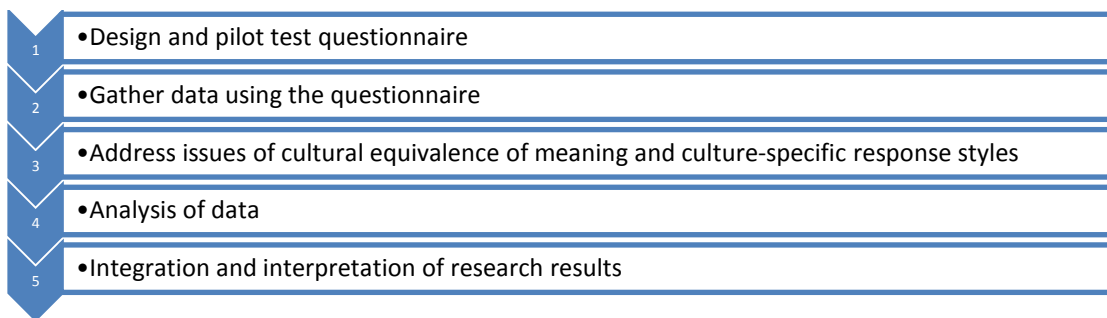 1 •Design and pilot test questionnaire
2 •Gather data using the questionnaire
3 •Address issues of cultural equivalence of meaning and culture-specific response styles
4 •Analysis of data
5 •Integration and interpretation of research results